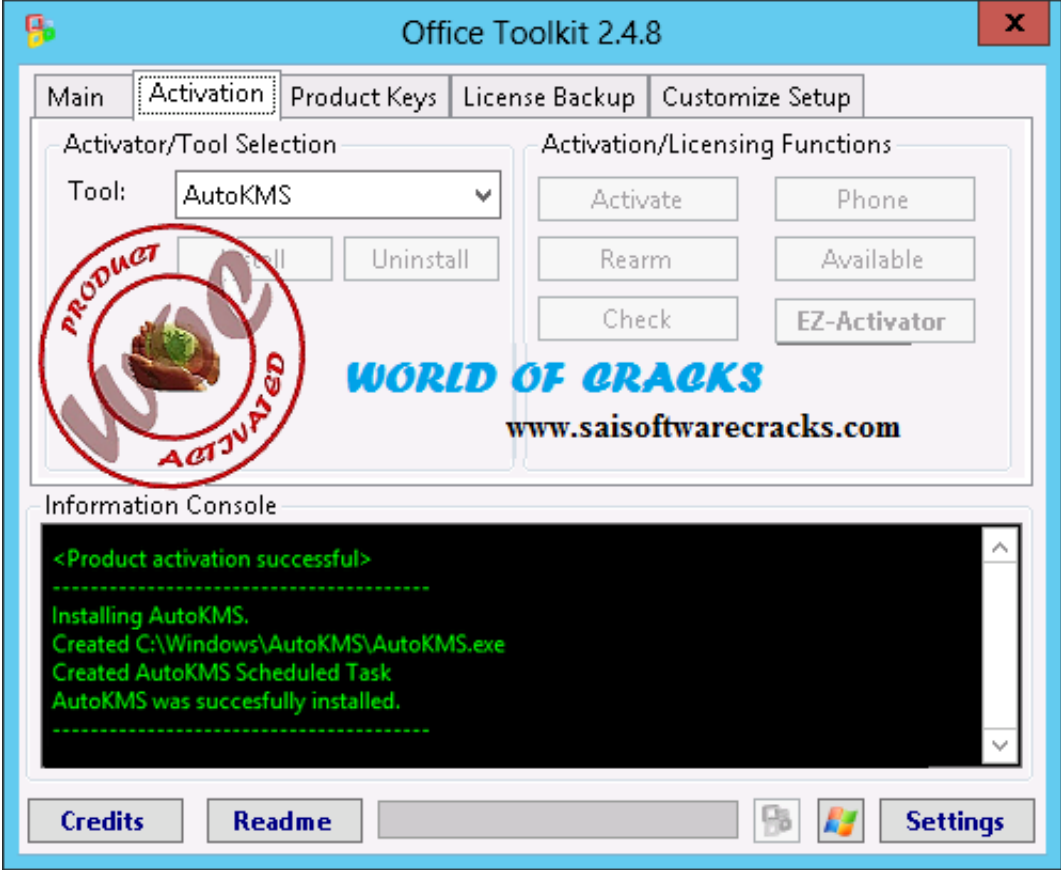 Office Toolkit 2.4.8
x
Main Activation Product Keys License Backup Customize Setup
Activator/Tool Selection
Tool: AutoKMS
Uninstall
Activation/Licensing Functions
Activate Phone
Rearm Available
Check EZ-Activator
PRODUCT
woc
ACTIVATED
WORLD OF CRACKS
www.saisoftwarecracks.com
Information Console
<Product activation successful>
----------------------------------------
Installing AutoKMS.
Created C:\Windows\AutoKMS\AutoKMS.exe
Created AutoKMS Scheduled Task
AutoKMS was succesfully installed.
----------------------------------------
Credits Readme Settings